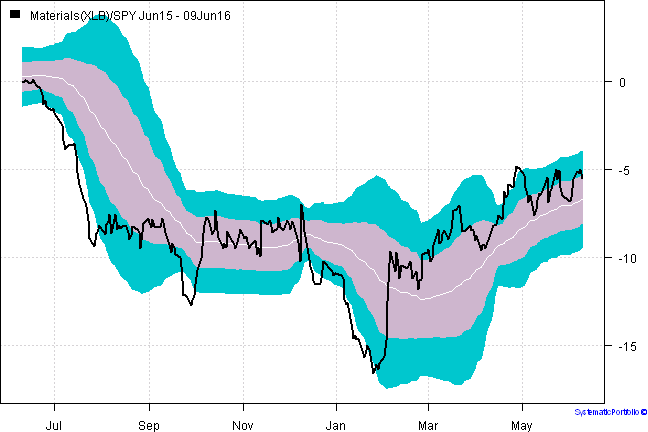 Materials(XLB)/SPY Jun15 - 09Jun16
0
-5
-10
-15
Jul Sep Nov Jan Mar May
SystematicPortfolio ©